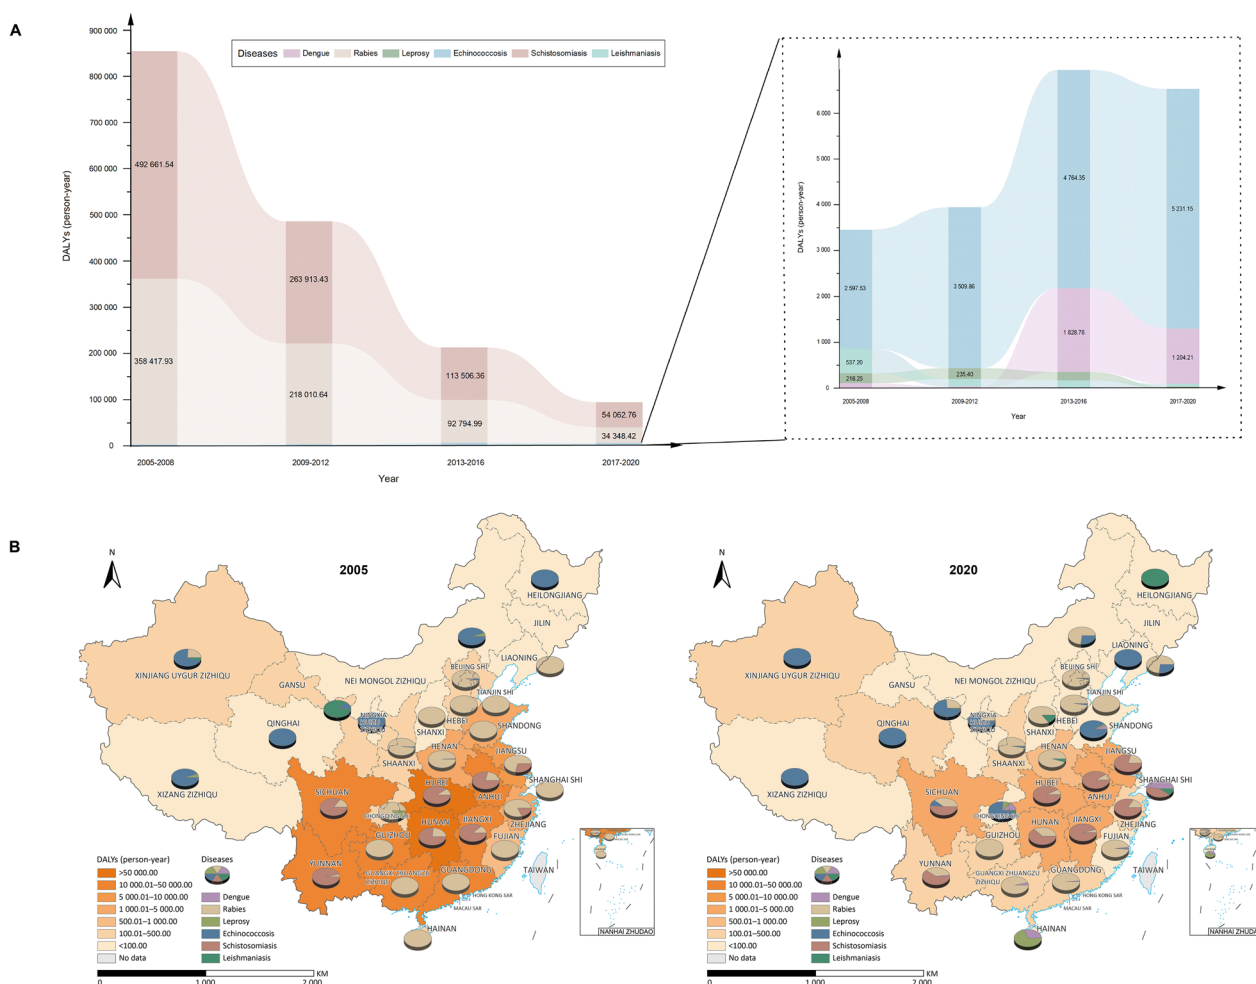 A
DALYs (person-year)
900 000
800 000
700 000
600 000
500 000
400 000
300 000
200 000
100 000
0
Diseases Dengue Rabies Leprosy Echinococcosis Schistosomiasis Leishmaniasis
492 661.54
358 417.93
263 913.43
218 010.64
113 506.36
92 794.99
54 062.76
34 348.42
2005-2008 2009-2012 2013-2016 2017-2020
Year
DALYs (person-year)
6 000
5 000
4 000
3 000
2 000
1 000
0
2 597.53
537.20
216.25
3 509.86
235.40
4 764.35
1 828.78
5 231.15
1 204.21
2005-2008 2009-2012 2013-2016 2017-2020
Year
B
N
2005
HEILONGJIANG
JILIN
LIAONING
BEIJING SHI
TIANJIN SHI
NEI MONGOL ZIZHIQU
XINJIANG UYGUR ZIZHIQU
GANSU
QINGHAI
HEBEI
SHANXI
SHANDONG
HENAN
SHAANXI
JIANGSU
XIZANG ZIZHIQU
SICHUAN
HUBEI
ANHUI
SHANGHAI SHI
HUNAN
JIANGXI
ZHEJIANG
GUIZHOU
FUJIAN
YUNNAN
GUANGXI ZHUANGZU
ZIZHIQU
GUANGDONG
TAIWAN
HONG KONG SAR
MACAU SAR
HAINAN
NANHAI ZHUDAO
DALYs (person-year)
>50 000.00
10 000.01–50 000.00
5 000.01–10 000.00
1 000.01–5 000.00
500.01–1 000.00
100.01–500.00
<100.00
No data
Diseases
Dengue
Rabies
Leprosy
Echinococcosis
Schistosomiasis
Leishmaniasis
0 1 000 2 000 KM
N
2020
HEILONGJIANG
JILIN
LIAONING
BEIJING SHI
TIANJIN SHI
NEI MONGOL ZIZHIQU
XINJIANG UYGUR ZIZHIQU
GANSU
QINGHAI
HEBEI
SHANXI
SHANDONG
HENAN
SHAANXI
JIANGSU
XIZANG ZIZHIQU
SICHUAN
HUBEI
ANHUI
SHANGHAI SHI
HUNAN
JIANGXI
ZHEJIANG
GUIZHOU
FUJIAN
YUNNAN
GUANGXI ZHUANGZU
ZIZHIQU
GUANGDONG
TAIWAN
HONG KONG SAR
MACAU SAR
HAINAN
NANHAI ZHUDAO
DALYs (person-year)
>50 000.00
10 000.01–50 000.00
5 000.01–10 000.00
1 000.01–5 000.00
500.01–1 000.00
100.01–500.00
<100.00
No data
Diseases
Dengue
Rabies
Leprosy
Echinococcosis
Schistosomiasis
Leishmaniasis
0 1 000 2 000 KM